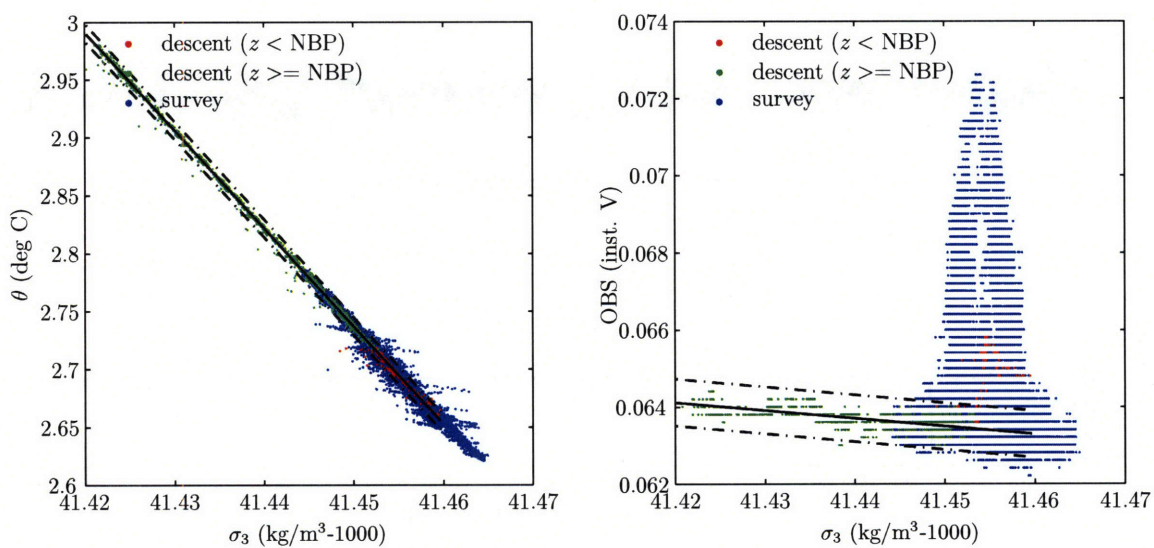 3
2.95
2.9
2.85
2.8
2.75
2.7
2.65
2.6
θ (deg C)
descent (z < NBP)
descent (z >= NBP)
survey
41.42 41.43 41.44 41.45 41.46 41.47
σ₃ (kg/m³-1000)
0.074
0.072
0.07
0.068
0.066
0.064
0.062
OBS (inst. V)
descent (z < NBP)
descent (z >= NBP)
survey
41.42 41.43 41.44 41.45 41.46 41.47
σ₃ (kg/m³-1000)